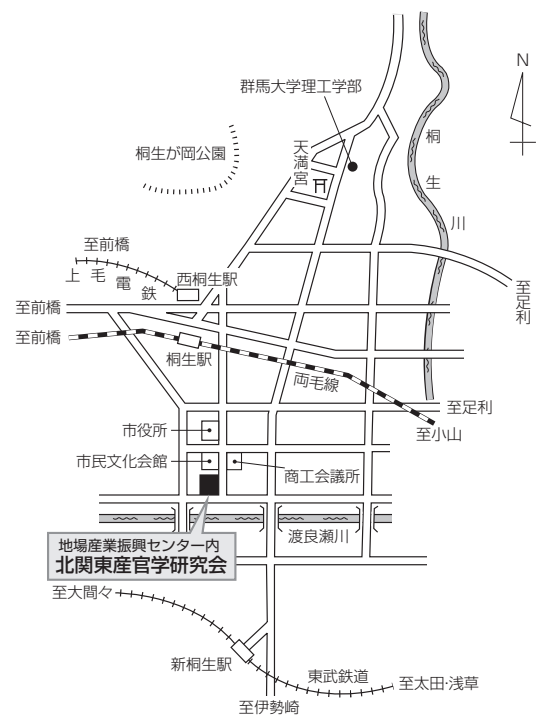 N
群馬大学理工学部
桐生川
天満宮
桐生が岡公園
至前橋
上毛電鉄
西桐生駅
至足利
至前橋
至前橋
桐生駅
両毛線
至足利
至小山
市役所
市民文化会館
商工会議所
渡良瀬川
地場産業振興センター内
北関東産官学研究会
至大間々
新桐生駅
東武鉄道
至太田・浅草
至伊勢崎